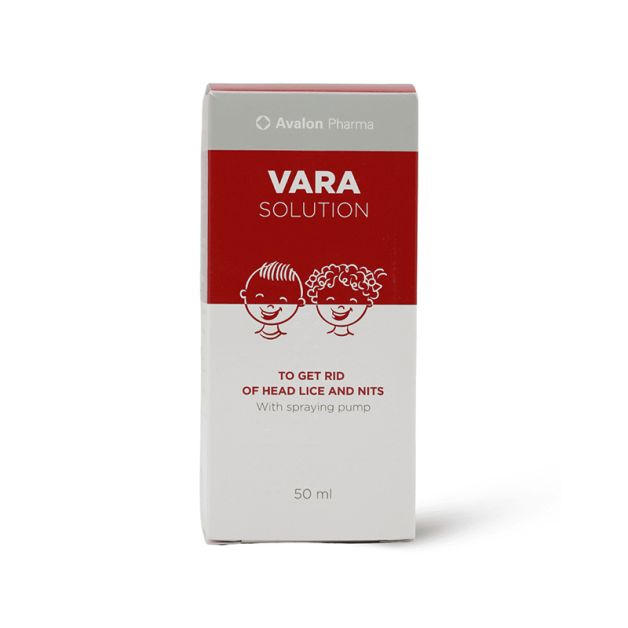 Avalon Pharma
VARA
SOLUTION
TO GET RID
OF HEAD LICE AND NITS
With spraying pump
50 ml